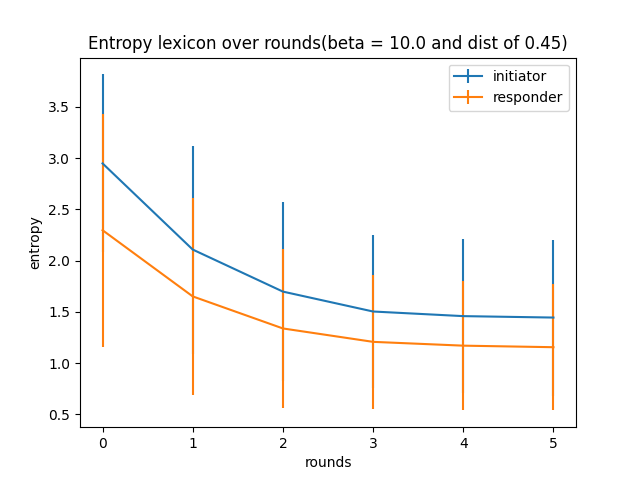 Entropy lexicon over rounds(beta = 10.0 and dist of 0.45)
initiator
responder
entropy
3.5
3.0
2.5
2.0
1.5
1.0
0.5
0 1 2 3 4 5
rounds